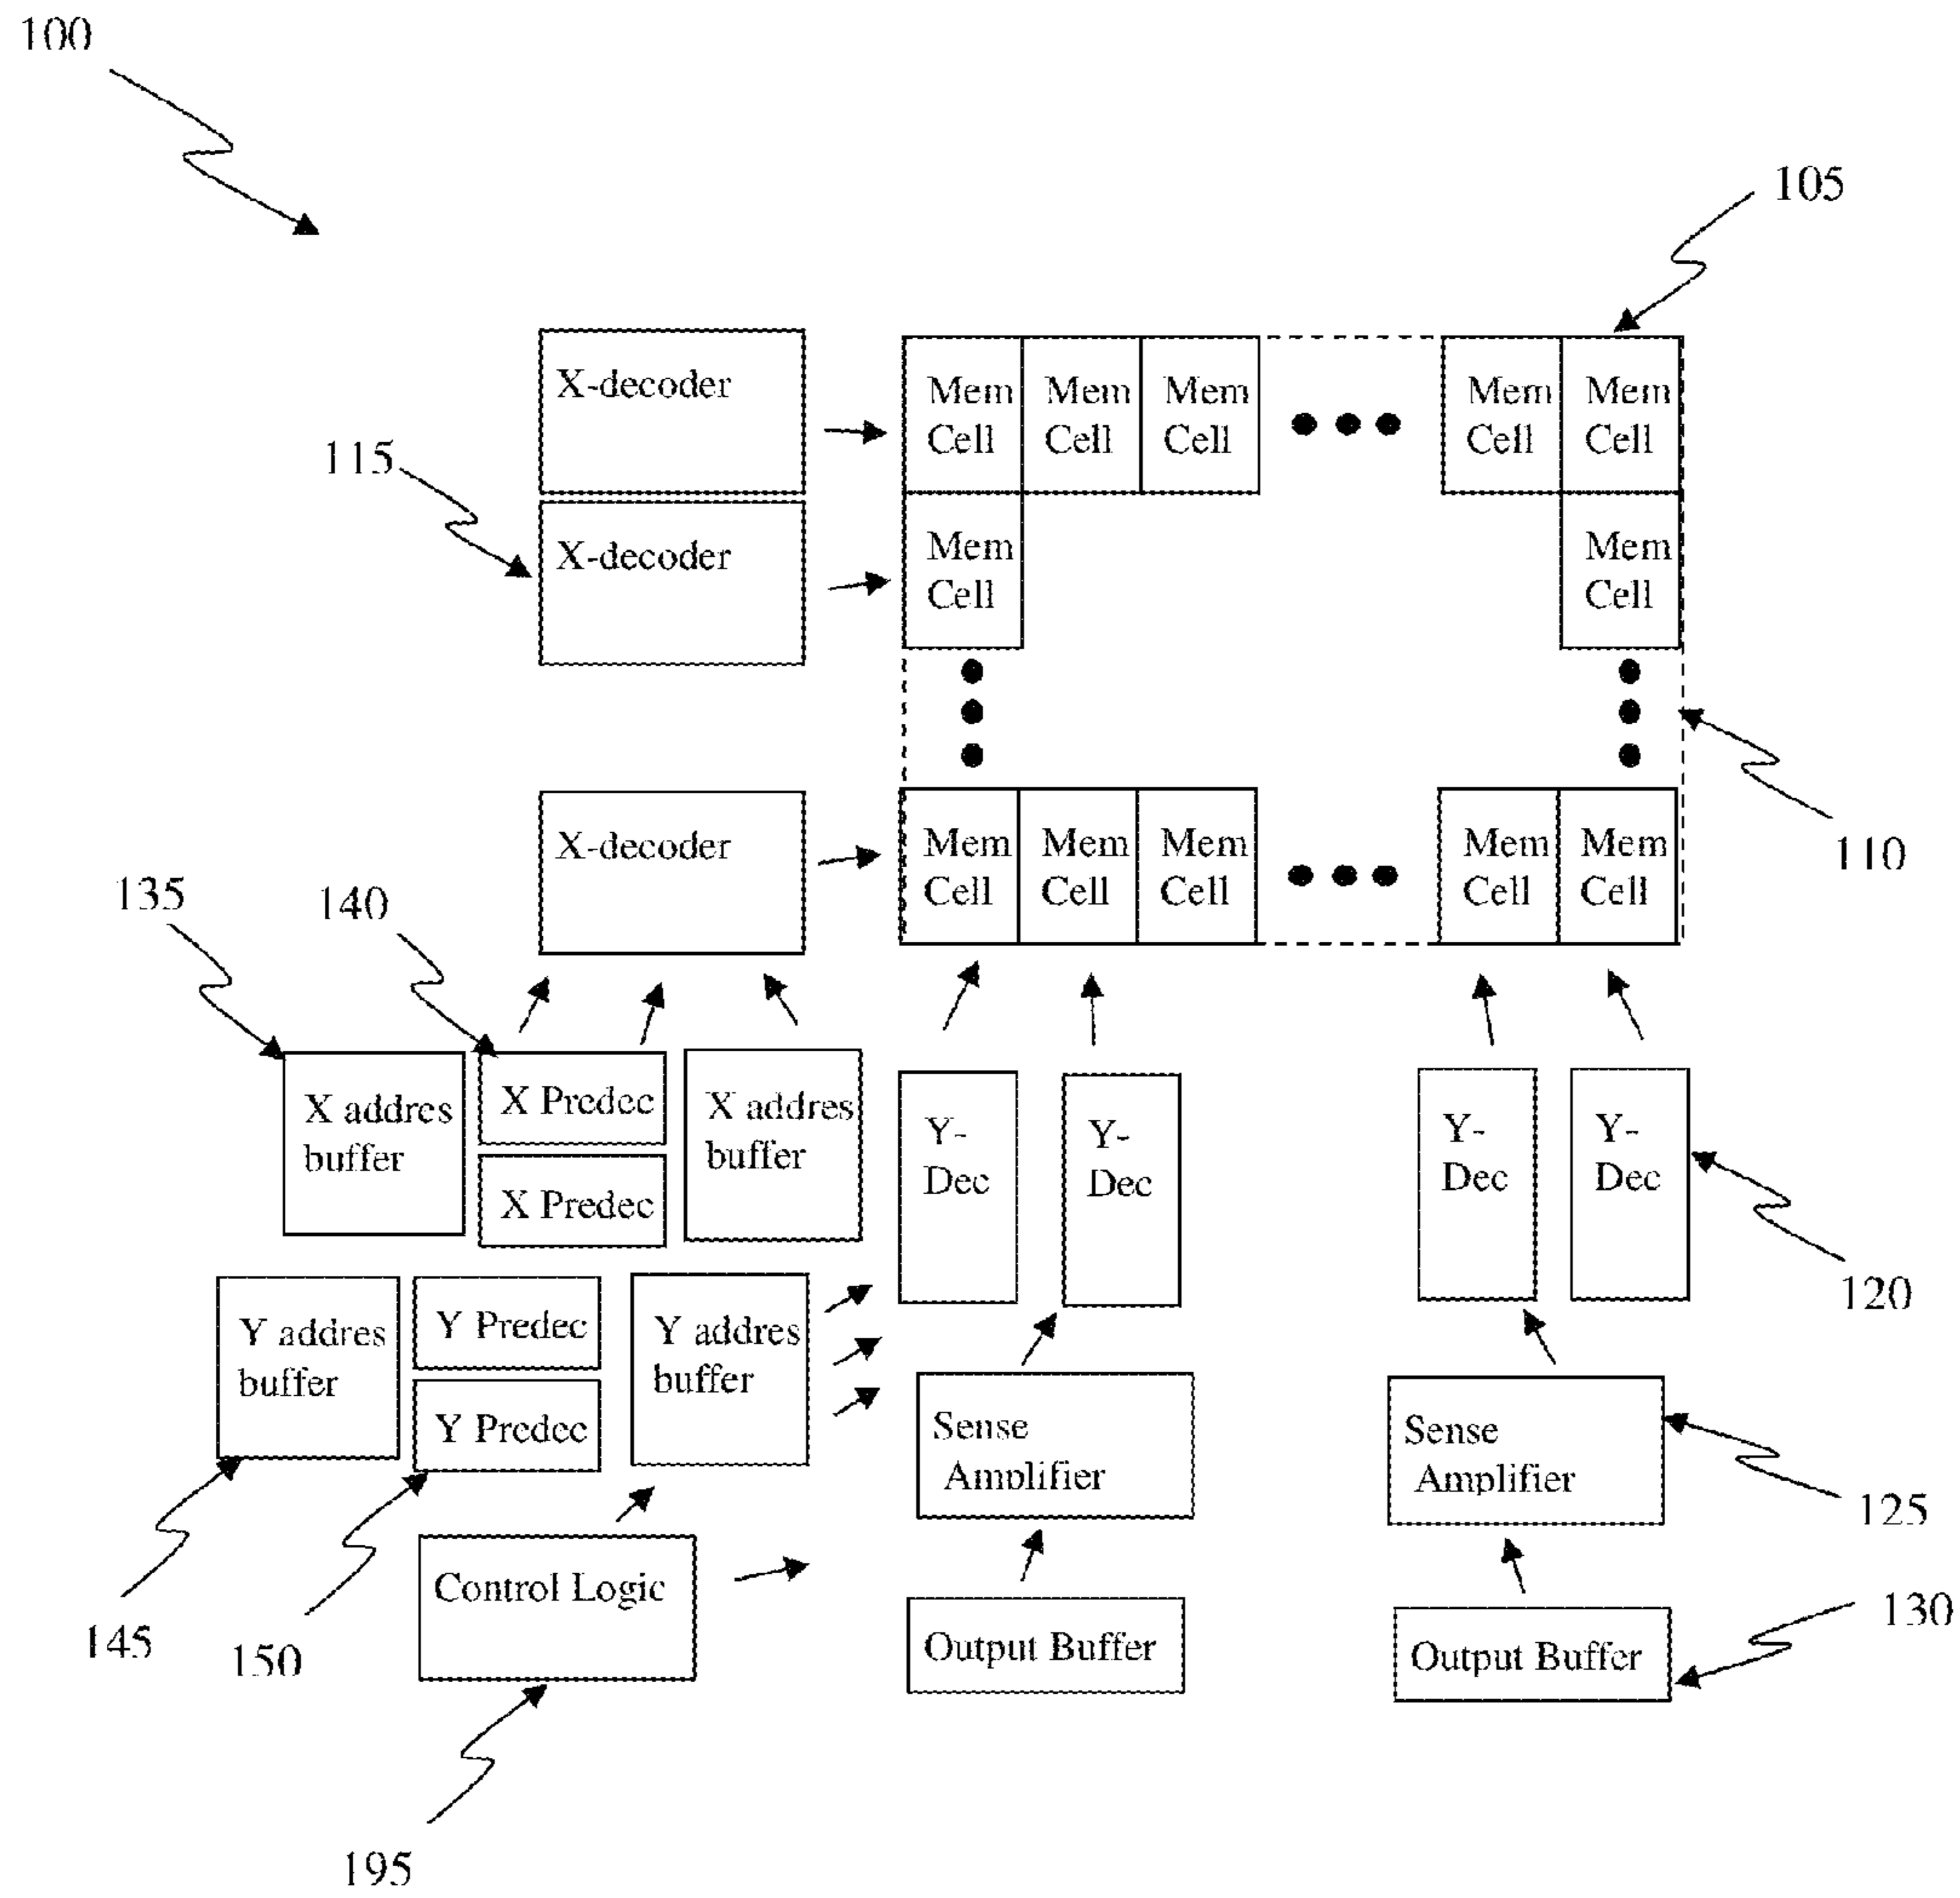 100
105
X-decoder
Mem Cell
Mem Cell
Mem Cell
Mem Cell
Mem Cell
115
X-decoder
Mem Cell
Mem Cell
X-decoder
Mem Cell
Mem Cell
Mem Cell
Mem Cell
Mem Cell
110
135
140
X addres
buffer
X Predec
X Predec
X addres
buffer
Y-
Dec
Y-
Dec
Y-
Dec
Y-
Dec
120
Y addres
buffer
Y Predec
Y Predec
Y addres
buffer
Sense
Amplifier
Sense
Amplifier
125
145
150
Control Logic
Output Buffer
Output Buffer
130
195